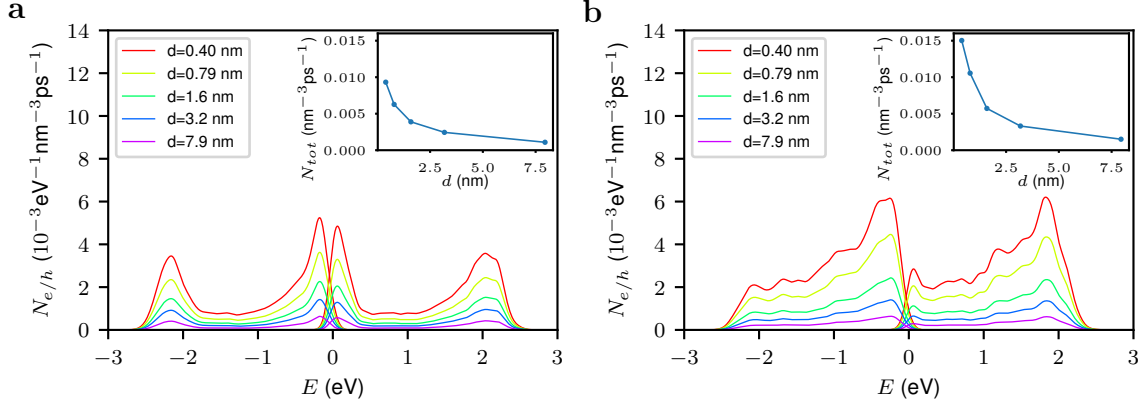 a
N_{e/h} (10^{−3}eV^{−1}nm^{−3}ps^{−1})
14
12
10
8
6
4
2
0
−3 −2 −1 0 1 2 3
E (eV)
d=0.40 nm
d=0.79 nm
d=1.6 nm
d=3.2 nm
d=7.9 nm
N_{tot} (nm^{−3}ps^{−1})
0.015
0.010
0.005
0.000
2.5 5.0 7.5
d (nm)
b
N_{e/h} (10^{−3}eV^{−1}nm^{−3}ps^{−1})
14
12
10
8
6
4
2
0
−3 −2 −1 0 1 2 3
E (eV)
d=0.40 nm
d=0.79 nm
d=1.6 nm
d=3.2 nm
d=7.9 nm
N_{tot} (nm^{−3}ps^{−1})
0.015
0.010
0.005
0.000
2.5 5.0 7.5
d (nm)